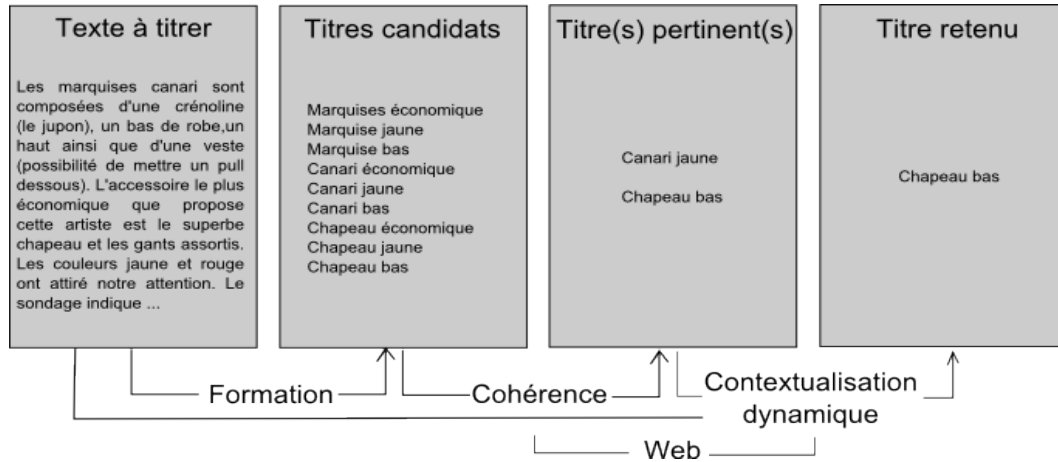 Texte à titrer
Les marquises canari sont
composées d'une crénoline
(le jupon), un bas de robe,un
haut ainsi que d'une veste
(possibilité de mettre un pull
dessous). L'accessoire le plus
économique que propose
cette artiste est le superbe
chapeau et les gants assortis.
Les couleurs jaune et rouge
ont attiré notre attention. Le
sondage indique ...
Titres candidats
Marquises économique
Marquise jaune
Marquise bas
Canari économique
Canari jaune
Canari bas
Chapeau économique
Chapeau jaune
Chapeau bas
Titre(s) pertinent(s)
Canari jaune
Chapeau bas
Titre retenu
Chapeau bas
Formation
Cohérence
Contextualisation
dynamique
Web